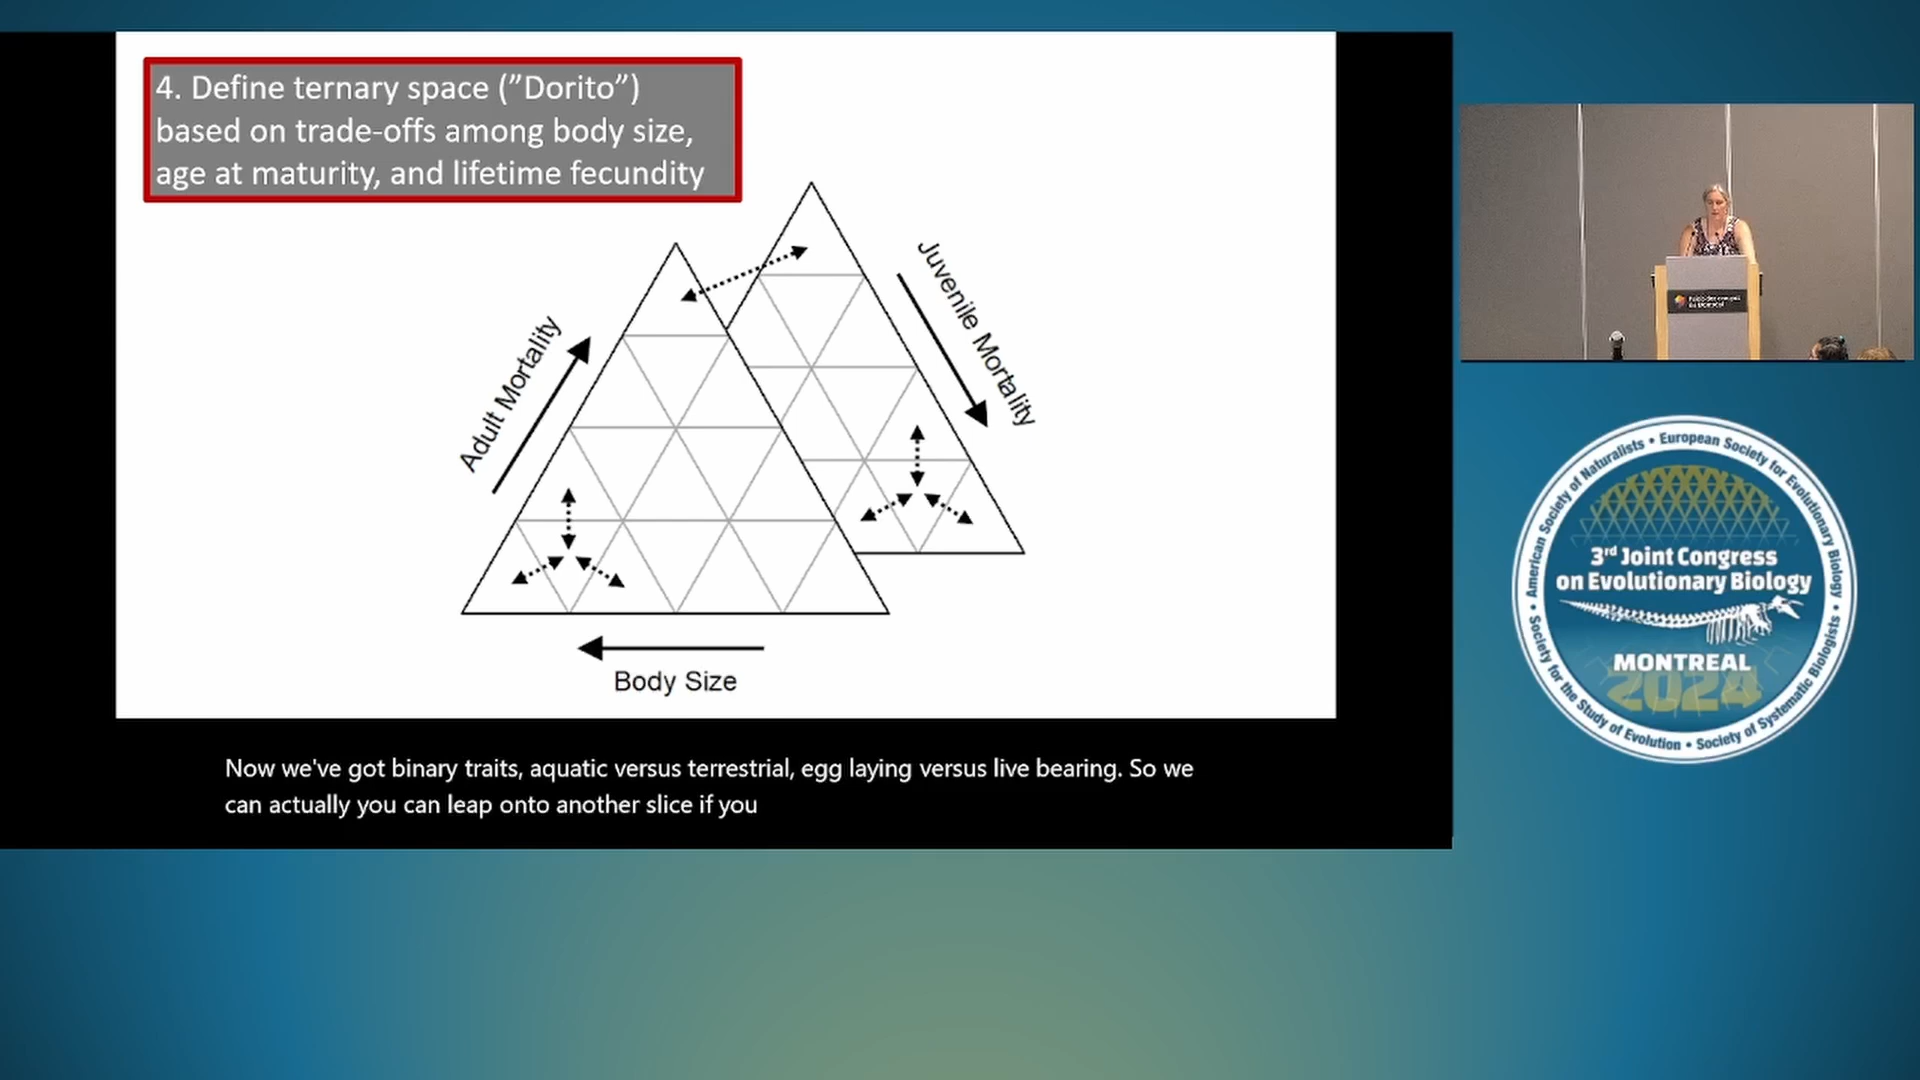 4. Define ternary space (”Dorito”)
based on trade-offs among body size,
age at maturity, and lifetime fecundity
Adult Mortality
Juvenile Mortality
Body Size
Now we've got binary traits, aquatic versus terrestrial, egg laying versus live bearing. So we
can actually you can leap onto another slice if you
American Society of Naturalists • European Society for Evolutionary Biology • Society of Systematic Biologists • Society for the Study of Evolution •
3rd Joint Congress
on Evolutionary Biology
MONTREAL
2024